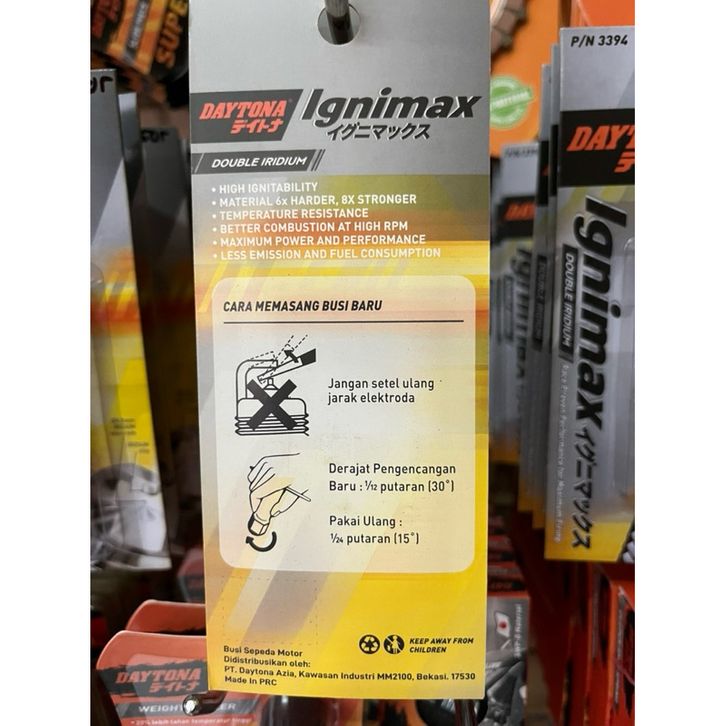 DAYTONA
デイトナ
Ignimax
イグニマックス
DOUBLE IRIDIUM
• HIGH IGNITABILITY
• MATERIAL 6x HARDER, 8X STRONGER
• TEMPERATURE RESISTANCE
• BETTER COMBUSTION AT HIGH RPM
• MAXIMUM POWER AND PERFORMANCE
• LESS EMISSION AND FUEL CONSUMPTION
CARA MEMASANG BUSI BARU
Jangan setel ulang
jarak elektroda
Derajat Pengencangan
Baru : 1/12 putaran (30°)
Pakai Ulang :
1/24 putaran (15°)
KEEP AWAY FROM
CHILDREN
Busi Sepeda Motor
Didistribusikan oleh:
PT. Daytona Azia, Kawasan Industri MM2100, Bekasi. 17530
Made In PRC
P/N 3394
Ignimax イグニマックス
DOUBLE IRIDIUM
SUPE
DAYTONA
デイトナ
WEIGHT